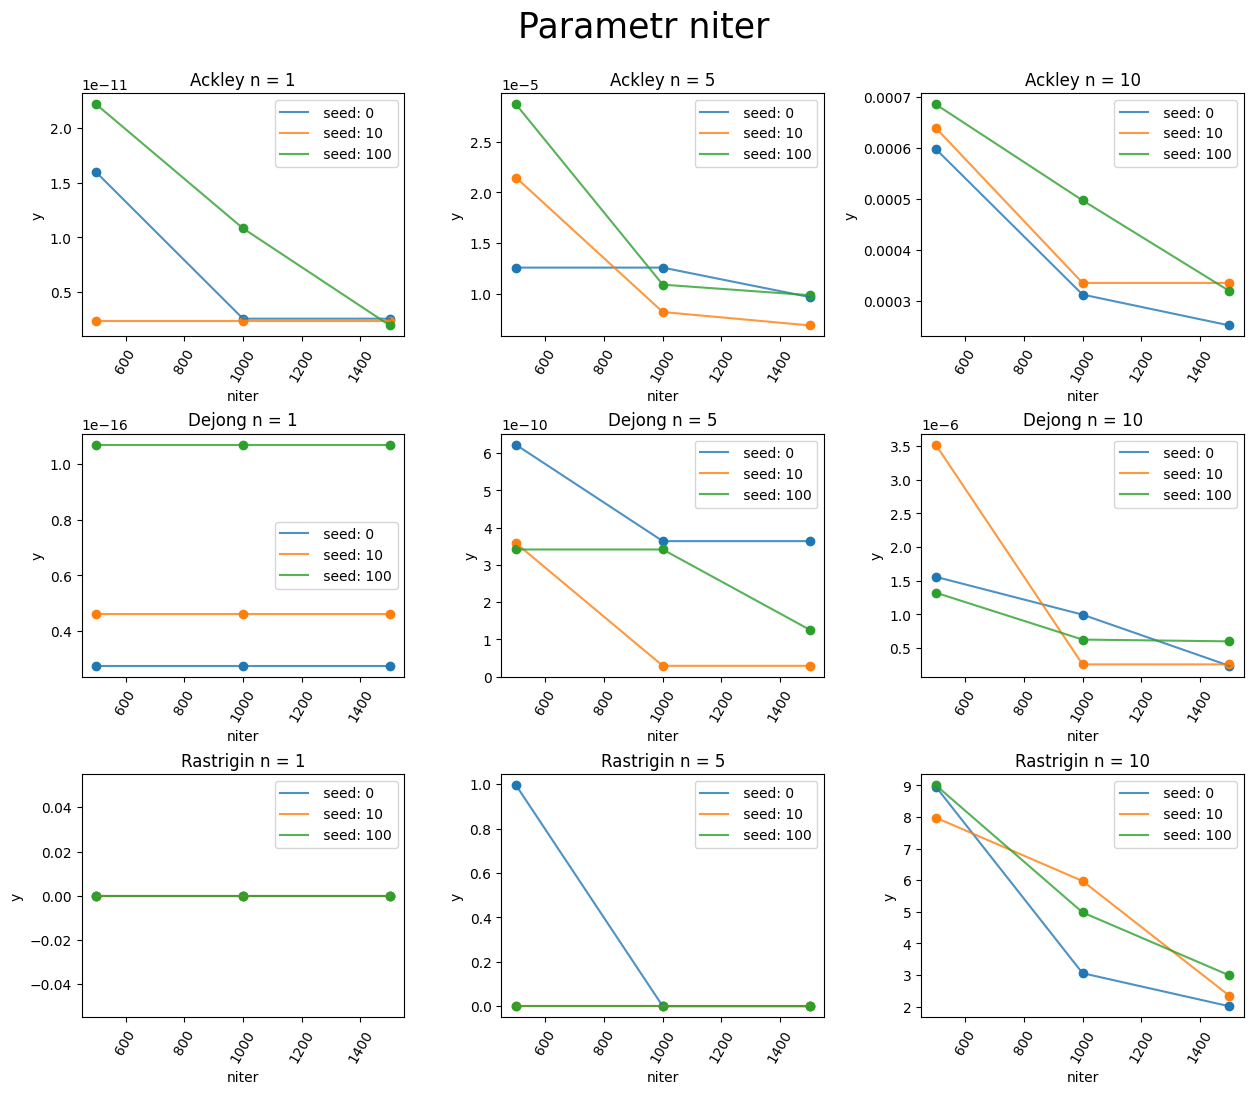 Parametr niter
Ackley n = 1
1e−11
y
2.0
1.5
1.0
0.5
seed: 0
seed: 10
seed: 100
600
800
1000
1200
1400
niter
Ackley n = 5
1e−5
y
2.5
2.0
1.5
1.0
seed: 0
seed: 10
seed: 100
600
800
1000
1200
1400
niter
Ackley n = 10
y
0.0007
0.0006
0.0005
0.0004
0.0003
seed: 0
seed: 10
seed: 100
600
800
1000
1200
1400
niter
Dejong n = 1
1e−16
y
1.0
0.8
0.6
0.4
seed: 0
seed: 10
seed: 100
600
800
1000
1200
1400
niter
Dejong n = 5
1e−10
y
6
5
4
3
2
1
0
seed: 0
seed: 10
seed: 100
600
800
1000
1200
1400
niter
Dejong n = 10
1e−6
y
3.5
3.0
2.5
2.0
1.5
1.0
0.5
seed: 0
seed: 10
seed: 100
600
800
1000
1200
1400
niter
Rastrigin n = 1
y
0.04
0.02
0.00
−0.02
−0.04
seed: 0
seed: 10
seed: 100
600
800
1000
1200
1400
niter
Rastrigin n = 5
y
1.0
0.8
0.6
0.4
0.2
0.0
seed: 0
seed: 10
seed: 100
600
800
1000
1200
1400
niter
Rastrigin n = 10
y
9
8
7
6
5
4
3
2
seed: 0
seed: 10
seed: 100
600
800
1000
1200
1400
niter